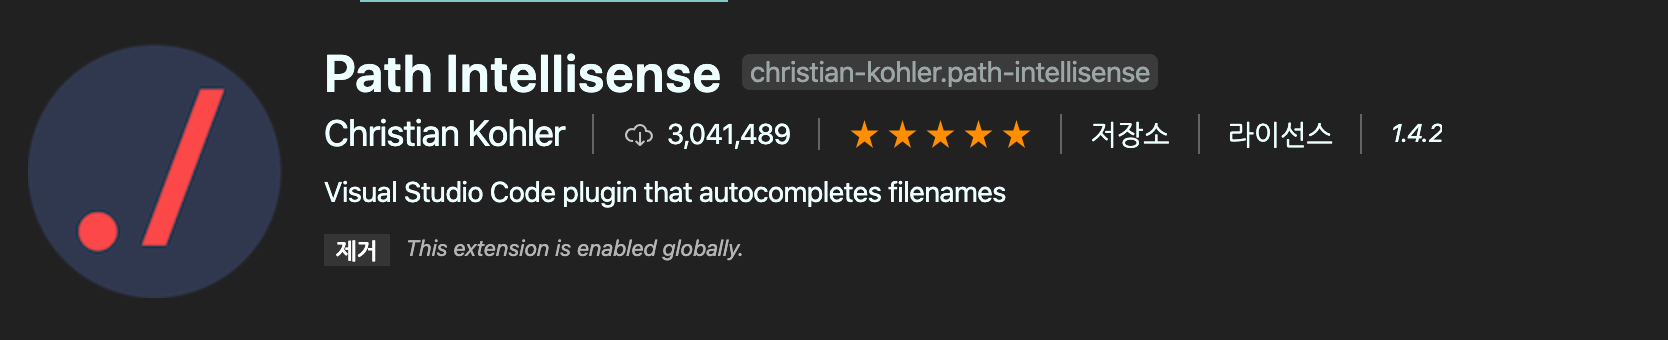 Path Intellisense christian-kohler.path-intellisense
Christian Kohler 3,041,489 저장소 라이선스 1.4.2
Visual Studio Code plugin that autocompletes filenames
제거 This extension is enabled globally.